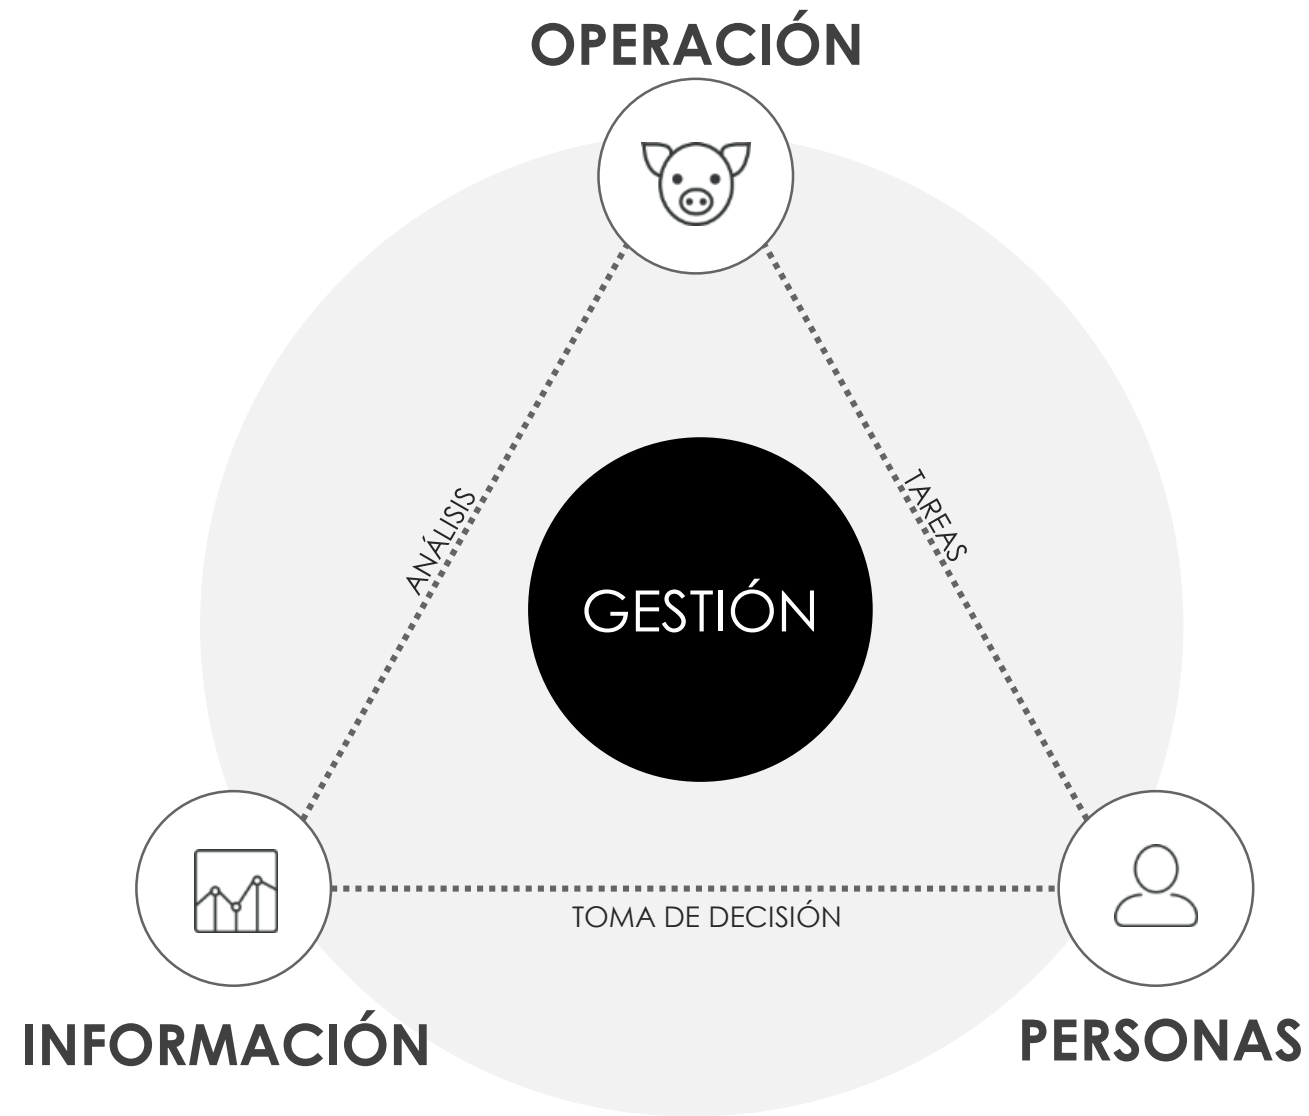 OPERACIÓN
ANÁLISIS
TAREAS
GESTIÓN
TOMA DE DECISIÓN
INFORMACIÓN
PERSONAS